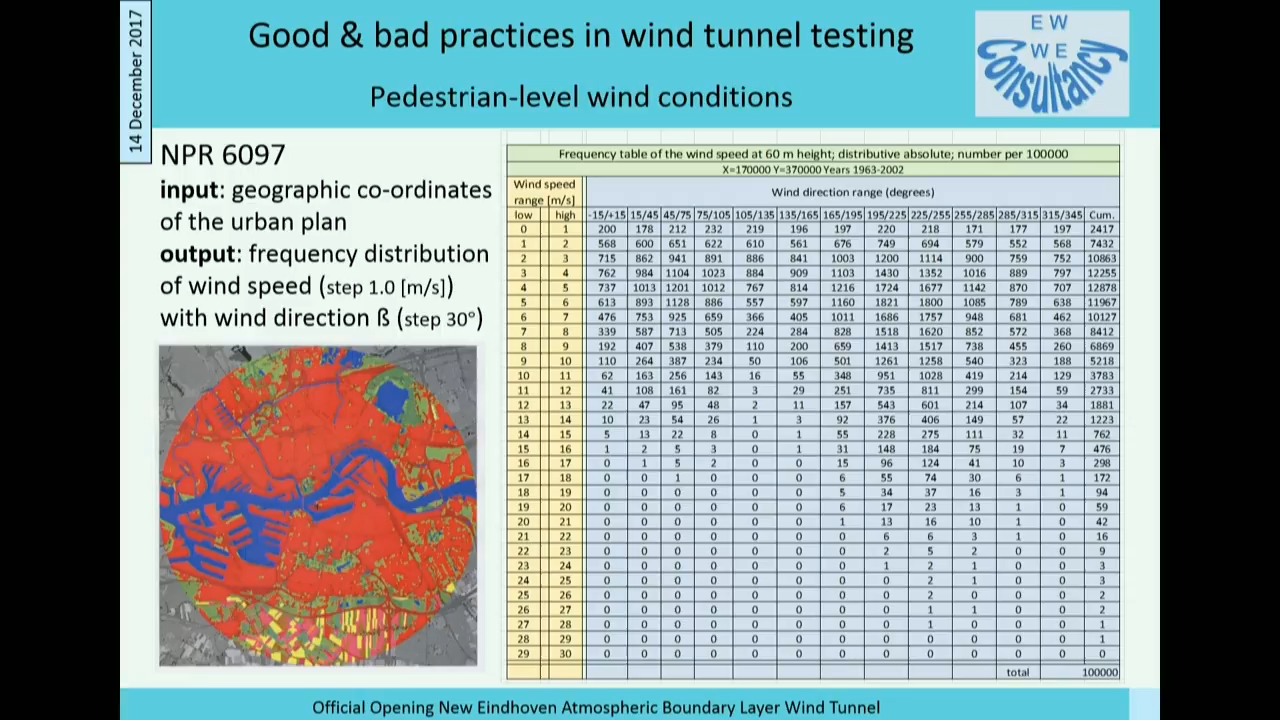 14 December 2017
Good & bad practices in wind tunnel testing
Pedestrian-level wind conditions
E W
W E
Consultancy
NPR 6097
input: geographic co-ordinates
of the urban plan
output: frequency distribution
of wind speed (step 1.0 [m/s])
with wind direction ß (step 30°)
Frequency table of the wind speed at 60 m height; distributive absolute; number per 100000
X=170000 Y=370000 Years 1963-2002
Wind speed range [m/s] Wind direction range (degrees)
low high -15/+15 15/45 45/75 75/105 105/135 135/165 165/195 195/225 225/255 255/285 285/315 315/345 Cum.
0 1 200 178 212 232 219 196 197 220 218 171 177 197 2417
1 2 568 600 651 622 610 561 676 749 694 579 552 568 7432
2 3 715 862 941 891 886 841 1003 1200 1114 900 759 752 10863
3 4 762 984 1104 1023 884 909 1103 1430 1352 1016 889 797 12255
4 5 737 1013 1201 1012 767 814 1216 1724 1677 1142 870 707 12878
5 6 613 893 1128 886 557 597 1160 1821 1800 1085 789 638 11967
6 7 476 753 925 659 366 405 1011 1686 1757 948 681 462 10127
7 8 339 587 713 505 224 284 828 1518 1620 852 572 368 8412
8 9 192 407 538 379 110 200 659 1413 1517 738 455 260 6869
9 10 110 264 387 234 50 106 501 1261 1258 540 323 188 5218
10 11 62 163 256 143 16 55 348 951 1028 419 214 129 3783
11 12 41 108 161 82 3 29 251 735 811 299 154 59 2733
12 13 22 47 95 48 2 11 157 543 601 214 107 34 1881
13 14 10 23 54 26 1 3 92 376 406 149 57 22 1223
14 15 5 13 22 8 0 1 55 228 275 111 32 11 762
15 16 1 2 5 3 0 1 31 148 184 75 19 7 476
16 17 0 1 5 2 0 0 15 96 124 41 10 3 298
17 18 0 0 1 0 0 0 6 55 74 30 6 1 172
18 19 0 0 0 0 0 0 5 34 37 16 3 1 94
19 20 0 0 0 0 0 0 6 17 23 13 1 0 59
20 21 0 0 0 0 0 0 1 13 16 10 1 0 42
21 22 0 0 0 0 0 0 0 6 6 3 1 0 16
22 23 0 0 0 0 0 0 0 2 5 2 0 0 9
23 24 0 0 0 0 0 0 0 1 2 1 0 0 3
24 25 0 0 0 0 0 0 0 0 2 1 0 0 3
25 26 0 0 0 0 0 0 0 0 2 0 0 0 2
26 27 0 0 0 0 0 0 0 0 1 1 0 0 2
27 28 0 0 0 0 0 0 0 0 1 0 0 0 1
28 29 0 0 0 0 0 0 0 0 0 0 0 0 1
29 30 0 0 0 0 0 0 0 0 0 0 0 0 0
total 100000
Official Opening New Eindhoven Atmospheric Boundary Layer Wind Tunnel